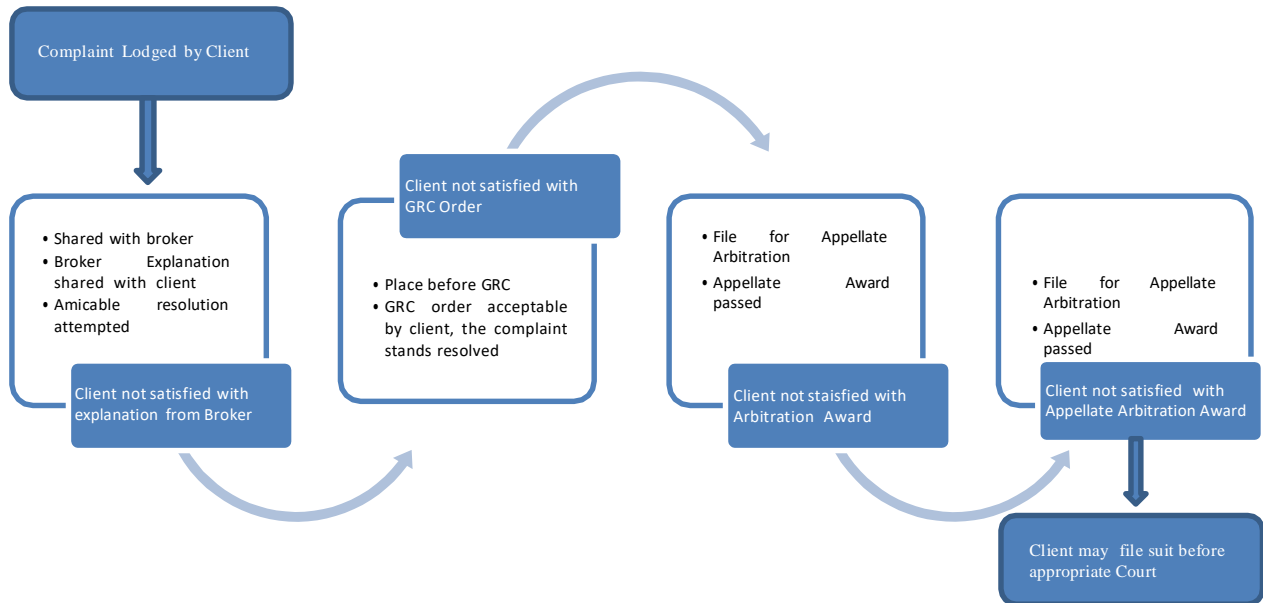 Complaint Lodged by Client
• Shared with broker
• Broker Explanation
shared with client
• Amicable resolution
attempted
Client not satisfied with
explanation from Broker
Client not satisfied with
GRC Order
• Place before GRC
• GRC order acceptable
by client, the complaint
stands resolved
• File for Appellate
Arbitration
• Appellate Award
passed
Client not staisfied with
Arbitration Award
• File for Appellate
Arbitration
• Appellate Award
passed
Client not satisfied with
Appellate Arbitration Award
Client may file suit before
appropriate Court